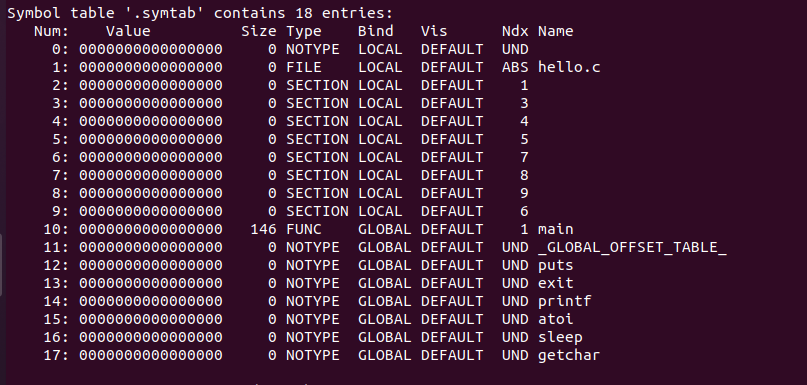 Symbol table '.symtab' contains 18 entries:
   Num:    Value          Size Type    Bind   Vis      Ndx Name
     0: 0000000000000000     0 NOTYPE  LOCAL  DEFAULT  UND
     1: 0000000000000000     0 FILE    LOCAL  DEFAULT  ABS hello.c
     2: 0000000000000000     0 SECTION LOCAL  DEFAULT    1
     3: 0000000000000000     0 SECTION LOCAL  DEFAULT    3
     4: 0000000000000000     0 SECTION LOCAL  DEFAULT    4
     5: 0000000000000000     0 SECTION LOCAL  DEFAULT    5
     6: 0000000000000000     0 SECTION LOCAL  DEFAULT    7
     7: 0000000000000000     0 SECTION LOCAL  DEFAULT    8
     8: 0000000000000000     0 SECTION LOCAL  DEFAULT    9
     9: 0000000000000000     0 SECTION LOCAL  DEFAULT    6
    10: 0000000000000000   146 FUNC    GLOBAL DEFAULT    1 main
    11: 0000000000000000     0 NOTYPE  GLOBAL DEFAULT  UND _GLOBAL_OFFSET_TABLE_
    12: 0000000000000000     0 NOTYPE  GLOBAL DEFAULT  UND puts
    13: 0000000000000000     0 NOTYPE  GLOBAL DEFAULT  UND exit
    14: 0000000000000000     0 NOTYPE  GLOBAL DEFAULT  UND printf
    15: 0000000000000000     0 NOTYPE  GLOBAL DEFAULT  UND atoi
    16: 0000000000000000     0 NOTYPE  GLOBAL DEFAULT  UND sleep
    17: 0000000000000000     0 NOTYPE  GLOBAL DEFAULT  UND getchar